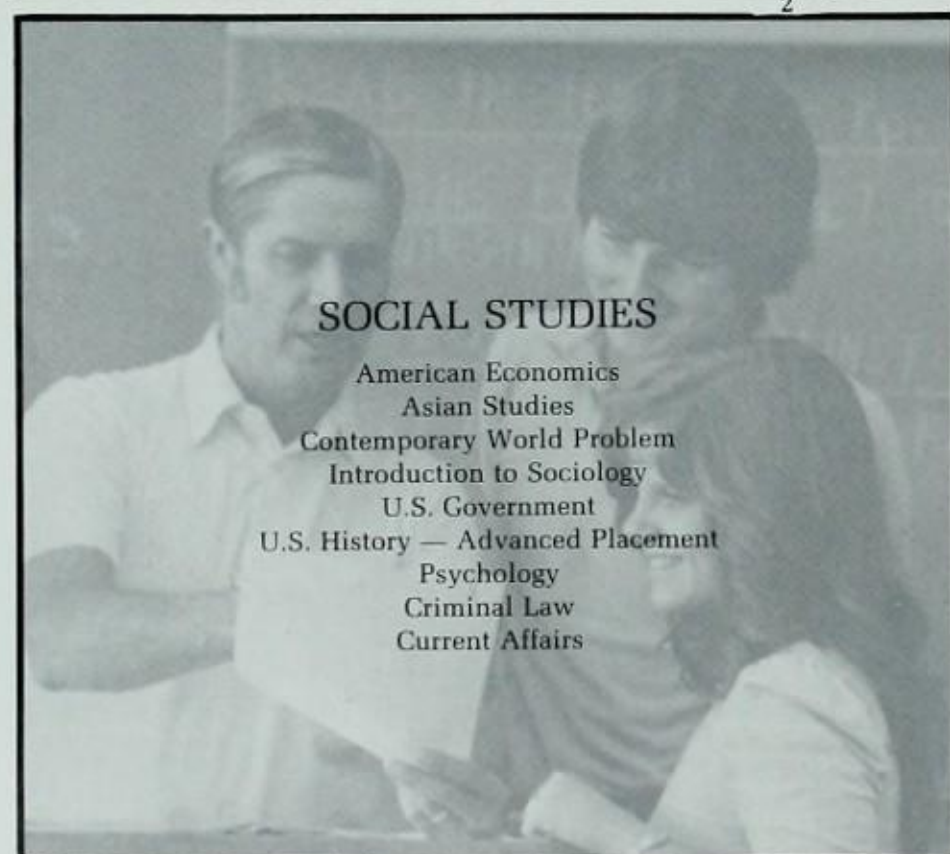 2
SOCIAL STUDIES
American Economics
Asian Studies
Contemporary World Problem
Introduction to Sociology
U.S. Government
U.S. History — Advanced Placement
Psychology
Criminal Law
Current Affairs